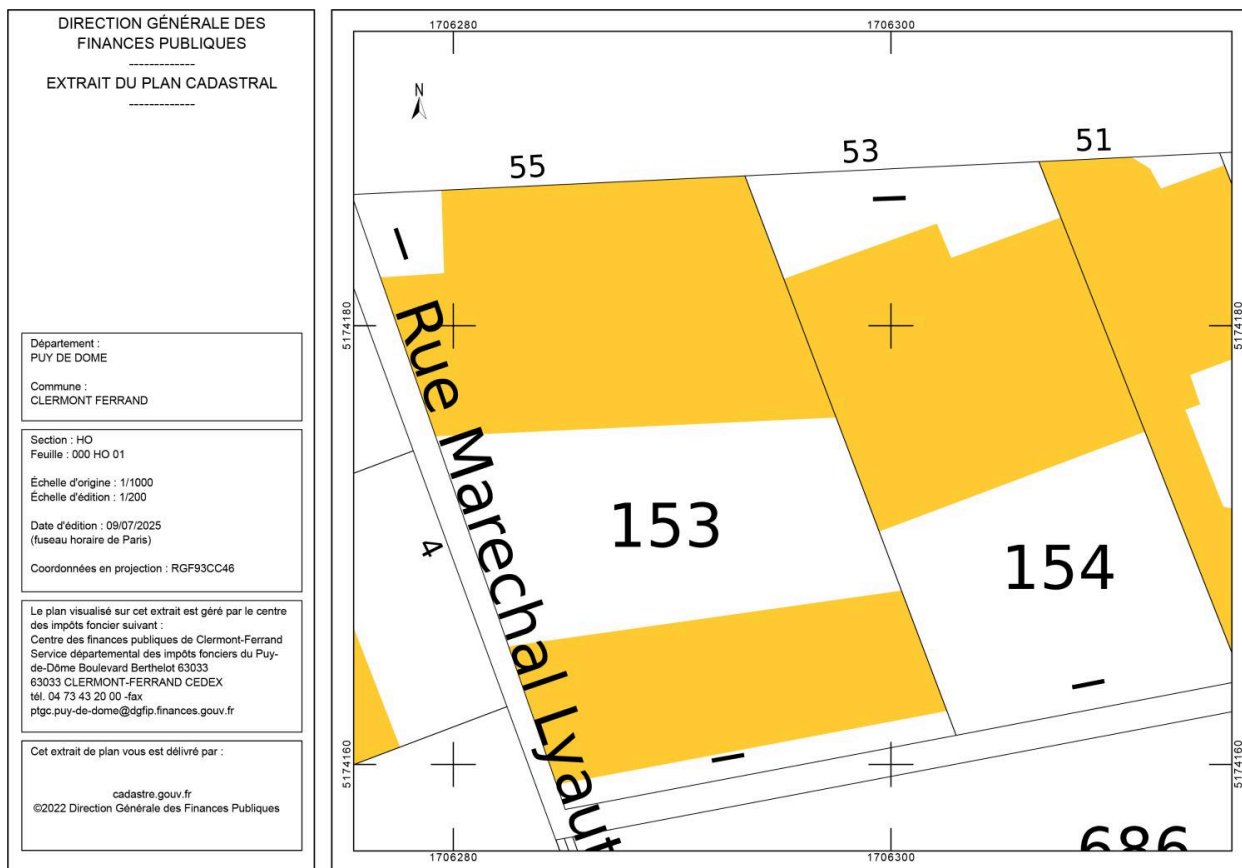 DIRECTION GÉNÉRALE DES
FINANCES PUBLIQUES
-------------
EXTRAIT DU PLAN CADASTRAL
-------------
Département :
PUY DE DOME
Commune :
CLERMONT FERRAND
Section : HO
Feuille : 000 HO 01
Échelle d'origine : 1/1000
Échelle d'édition : 1/200
Date d'édition : 09/07/2025
(fuseau horaire de Paris)
Coordonnées en projection : RGF93CC46
Le plan visualisé sur cet extrait est géré par le centre
des impôts foncier suivant :
Centre des finances publiques de Clermont-Ferrand
Service départemental des impôts fonciers du Puy-
de-Dôme Boulevard Berthelot 63033
63033 CLERMONT-FERRAND CEDEX
tél. 04 73 43 20 00 -fax
ptgc.puy-de-dome@dgfip.finances.gouv.fr
Cet extrait de plan vous est délivré par :
cadastre.gouv.fr
©2022 Direction Générale des Finances Publiques
1706280
1706300
N
55
53
51
5174180
5174180
Rue Marechal Lyaut
153
154
4
5174160
5174160
686
1706280
1706300